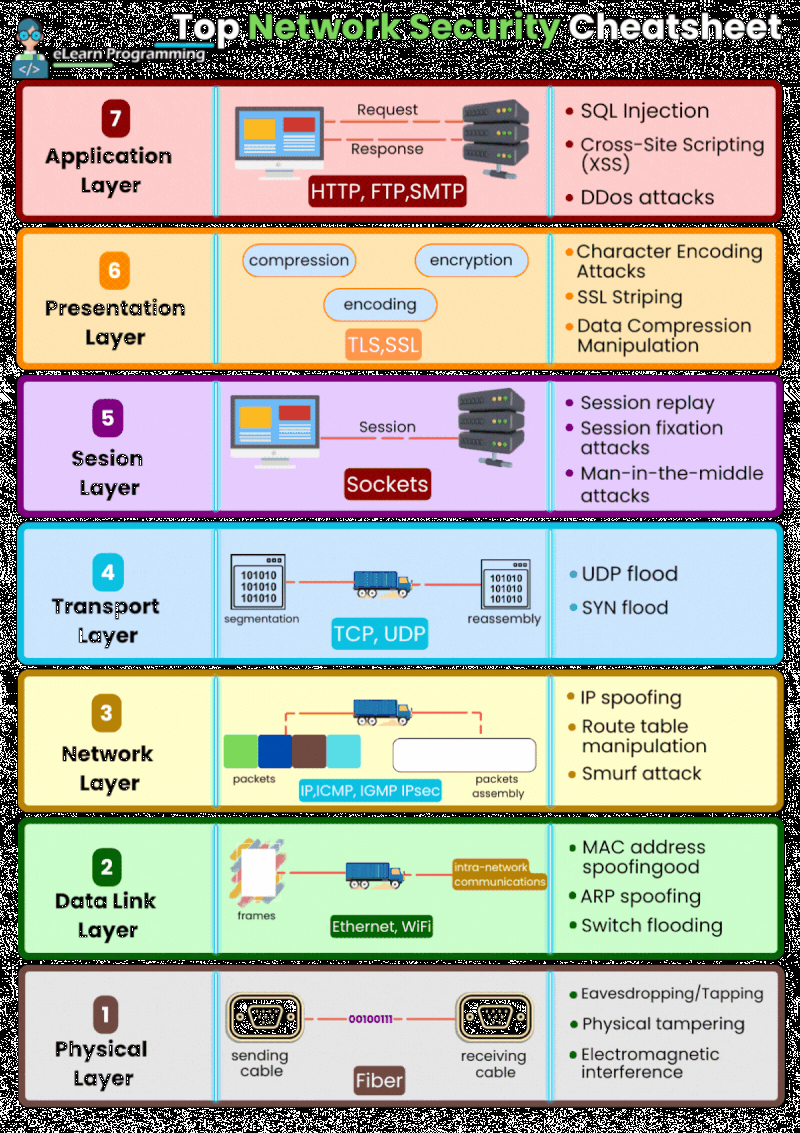 Top Network Security Cheatsheet
eLearn Programming
</>
7
Application
Layer
Request
Response
HTTP, FTP,SMTP
SQL Injection
Cross-Site Scripting
(XSS)
DDos attacks
6
Presentation
Layer
compression
encryption
encoding
TLS,SSL
Character Encoding
Attacks
SSL Striping
Data Compression
Manipulation
5
Sesion
Layer
Session
Sockets
Session replay
Session fixation
attacks
Man-in-the-middle
attacks
4
Transport
Layer
101010
101010
101010
segmentation
TCP, UDP
101010
101010
101010
reassembly
UDP flood
SYN flood
3
Network
Layer
packets
IP,ICMP, IGMP IPsec
packets
assembly
IP spoofing
Route table
manipulation
Smurf attack
2
Data Link
Layer
frames
intra-network
communications
Ethernet, WiFi
MAC address
spoofingood
ARP spoofing
Switch flooding
1
Physical
Layer
sending
cable
00100111
receiving
cable
Fiber
Eavesdropping/Tapping
Physical tampering
Electromagnetic
interference